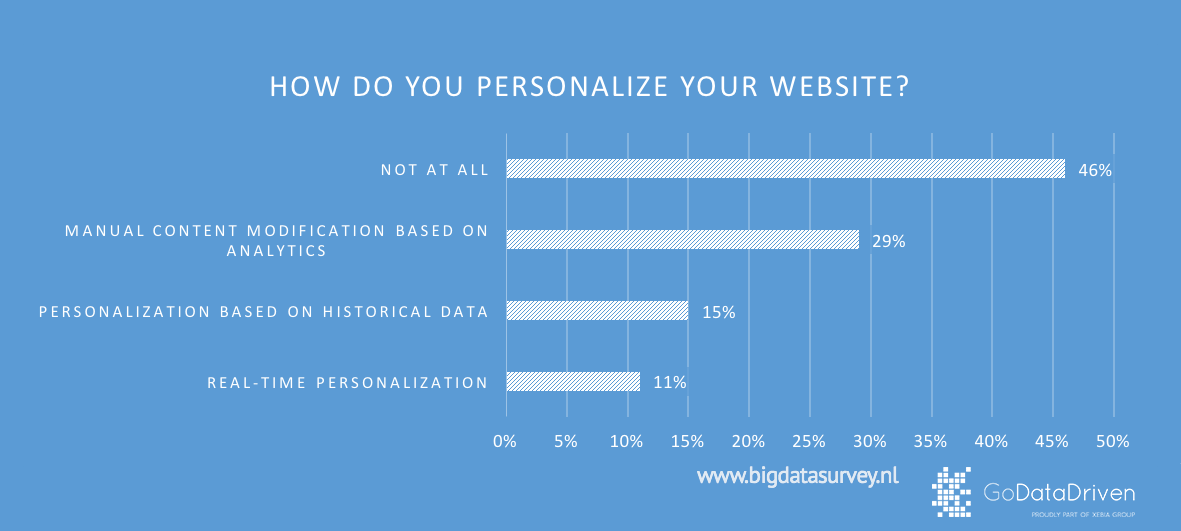 HOW DO YOU PERSONALIZE YOUR WEBSITE?
NOT AT ALL
46%
MANUAL CONTENT MODIFICATION BASED ON
ANALYTICS
29%
PERSONALIZATION BASED ON HISTORICAL DATA
15%
REAL-TIME PERSONALIZATION
11%
0% 5% 10% 15% 20% 25% 30% 35% 40% 45% 50%
www.bigdatasurvey.nl
GoDataDriven
PROUDLY PART OF XEBIA GROUP